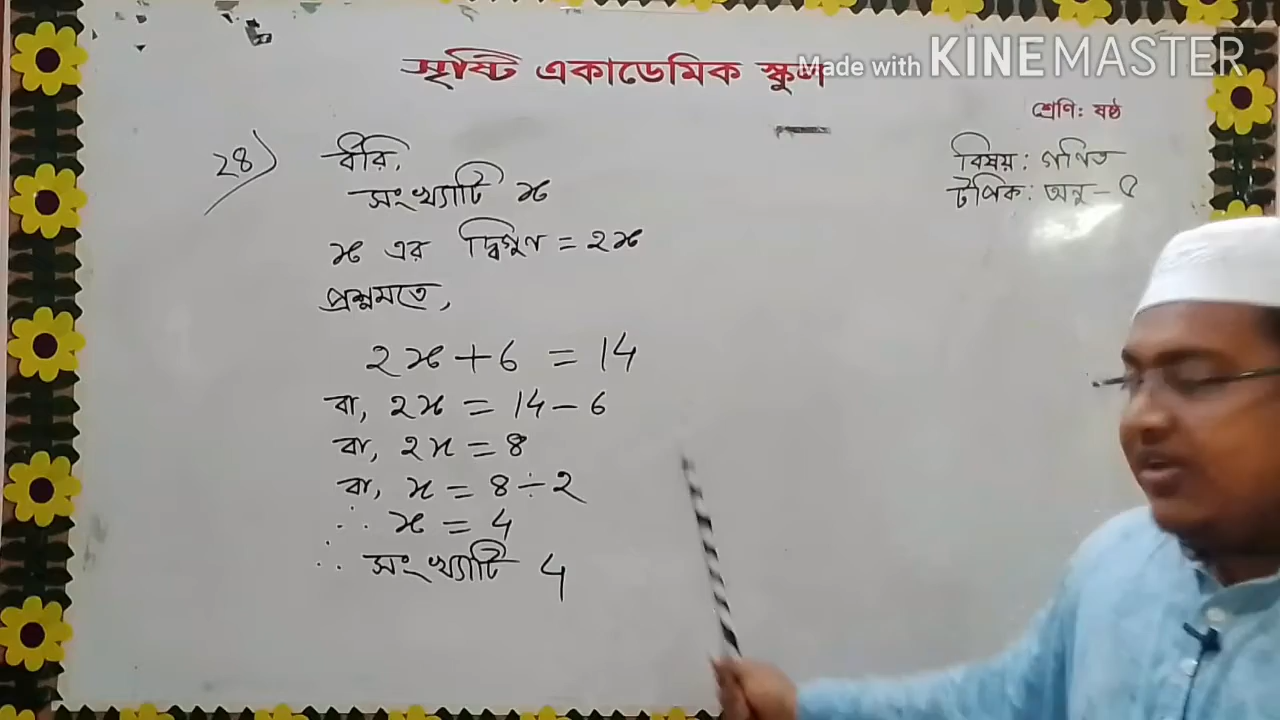 সৃষ্টি একাডেমিক স্কুল
Made with KINEMASTER
শ্রেণি: ষষ্ঠ
বিষয়: গণিত
টপিক: অনু - ৫
২৪) ধরি,
সংখ্যাটি x
x এর দ্বিগুণ = 2x
প্রশ্নমতে,
2x + 6 = 14
বা, 2x = 14 - 6
বা, 2x = 8
বা, x = 8 ÷ 2
∴ x = 4
∴ সংখ্যাটি 4